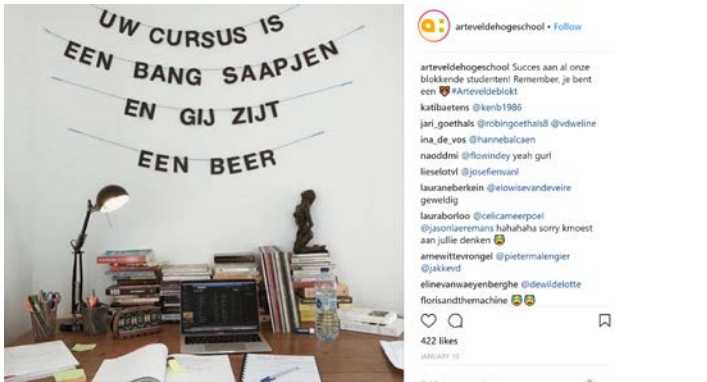 UW CURSUS IS
EEN BANG SAAPJEN
EN GIJ ZIJT
EEN BEER
arteveldehogeschool • Follow
arteveldehogeschool Succes aan al onze
blokkende studenten! Remember, je bent
een 🐻 #Arteveldeblokt
katibaetens @kenb1986
jari_goethals @robingoethals8 @vdweline
ina_de_vos @hannebalcaen
naoddmi @flowindey yeah gurl
lieselotvl @josefienvanl
lauraneberkein @elowisevandeveire
geweldig
lauraborloo @celicameerpoel
@jasonlaeremans hahahaha sorry kmoest
aan jullie denken
arnewittevrongel @pietermalengier
@jakkevd
elinevanwaeyenberghe @dewildelotte
florisandthemachine
422 likes
JANUARY 10